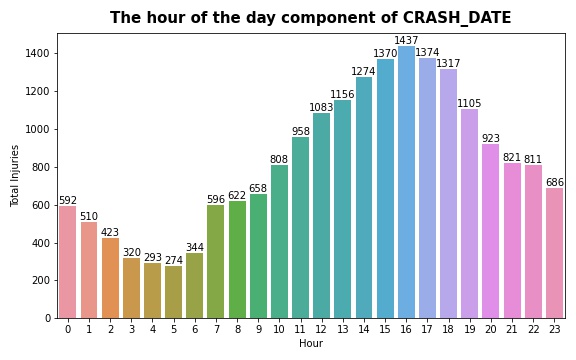 The hour of the day component of CRASH_DATE
1400
1200
1000
800
600
400
200
0
Total Injuries
592 510 423 320 293 274 344 596 622 658 808 958 1083 1156 1274 1370 1437 1374 1317 1105 923 821 811 686
0 1 2 3 4 5 6 7 8 9 10 11 12 13 14 15 16 17 18 19 20 21 22 23
Hour